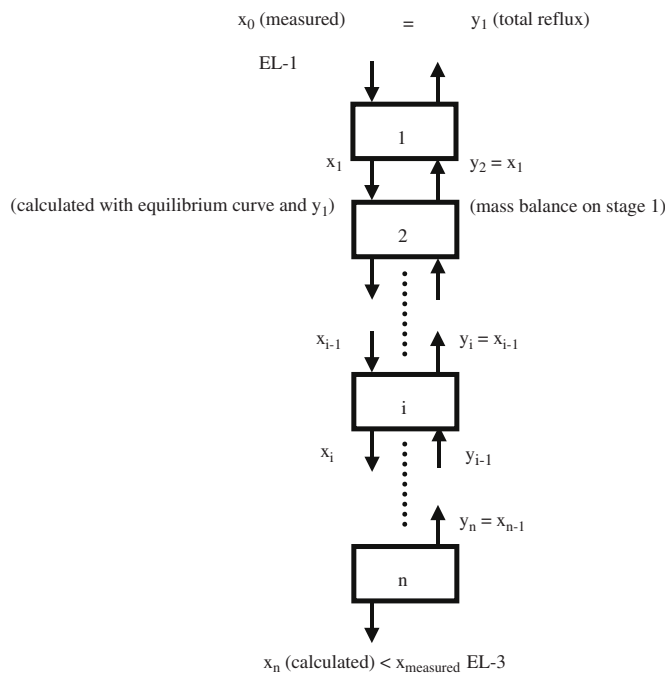 x₀ (measured) = y₁ (total reflux)
EL-1
1
x₁ y₂ = x₁
(calculated with equilibrium curve and y₁) (mass balance on stage 1)
2
xᵢ₋₁ yᵢ = xᵢ₋₁
i
xᵢ yᵢ₋₁
yₙ = xₙ₋₁
n
xₙ (calculated) < x_measured EL-3